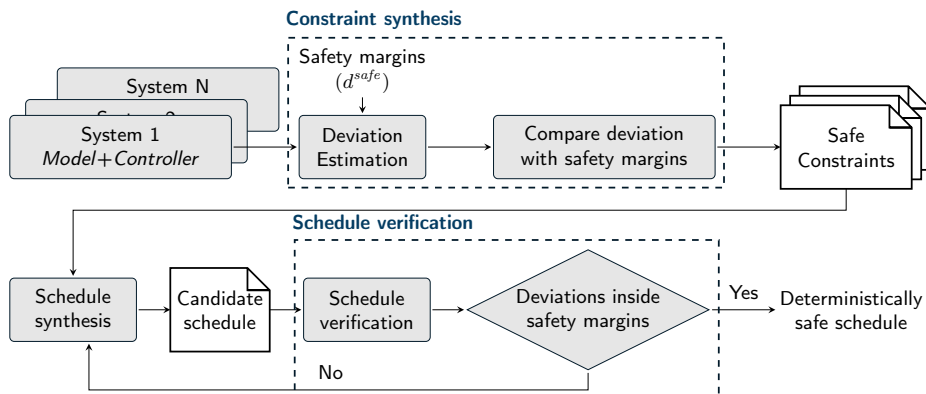 Constraint synthesis
Safety margins
(d^{safe})
System N
System 1
Model+Controller
Deviation
Estimation
Compare deviation
with safety margins
Safe
Constraints
Schedule verification
Schedule
synthesis
Candidate
schedule
Schedule
verification
Deviations inside
safety margins
Yes
Deterministically
safe schedule
No